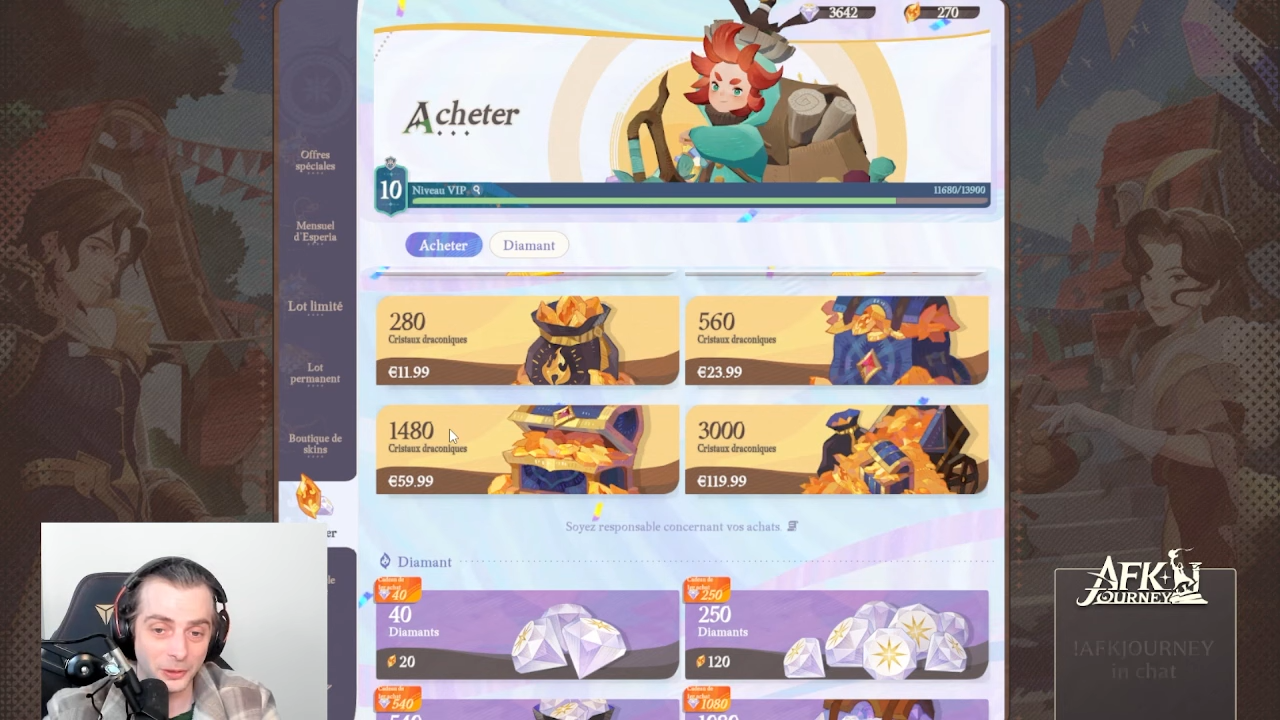 3642
270
Acheter
10
Niveau VIP
11680/13900
Offres
spéciales
Mensuel
d'Esperia
Lot limité
Lot
permanent
Boutique de
skins
Acheter
Diamant
280
Cristaux draconiques
€11.99
560
Cristaux draconiques
€23.99
1480
Cristaux draconiques
€59.99
3000
Cristaux draconiques
€119.99
Soyez responsable concernant vos achats.
Diamant
40
40
Diamants
20
250
250
Diamants
120
540
540
1080
1080
AFK
JOURNEY
!AFKJOURNEY
in chat